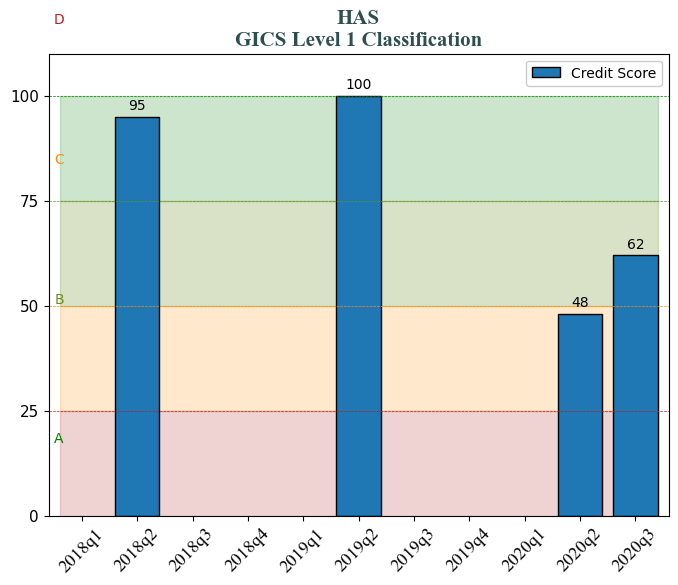 D
HAS
GICS Level 1 Classification
Credit Score
100
95
100
C
75
62
B
50
48
A
25
0
2018q1
2018q2
2018q3
2018q4
2019q1
2019q2
2019q3
2019q4
2020q1
2020q2
2020q3